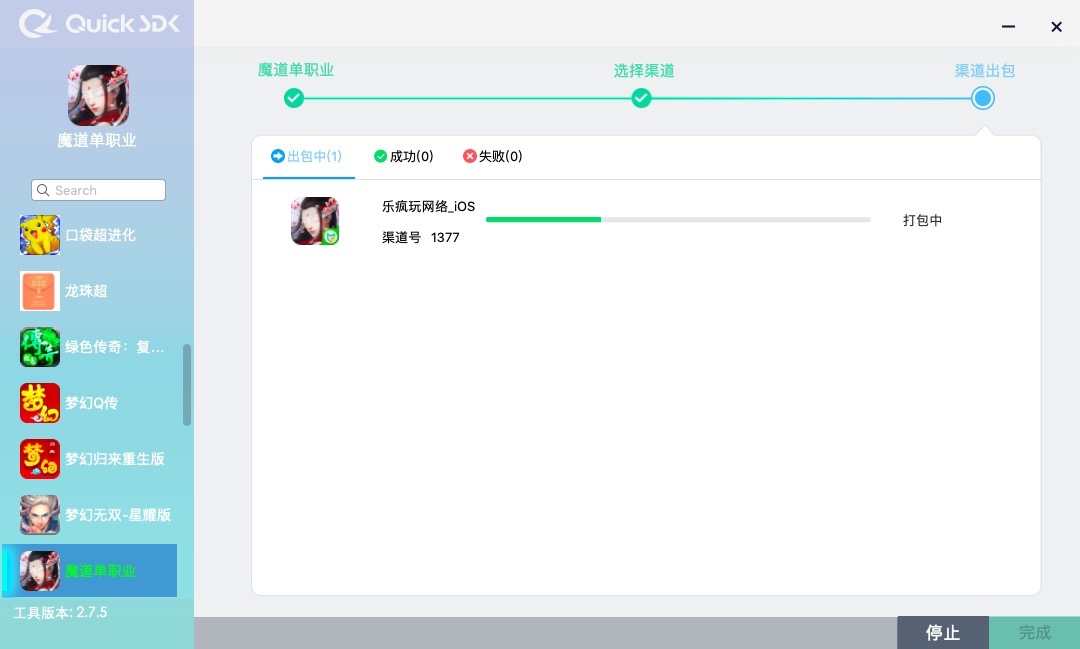 Quick SDK
魔道单职业
Search
口袋超进化
龙珠超
绿色传奇：复...
梦幻Q传
梦幻归来重生版
梦幻无双-星耀版
魔道单职业
工具版本: 2.7.5
魔道单职业
选择渠道
渠道出包
出包中(1)
成功(0)
失败(0)
乐疯玩网络_iOS
渠道号 1377
打包中
停止
完成